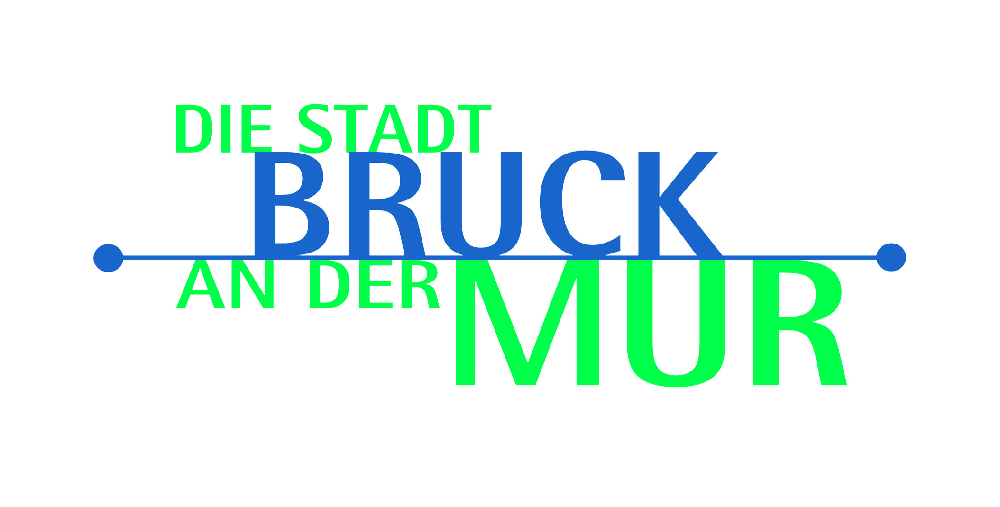 DIE STADT
BRUCK
AN DER MUR